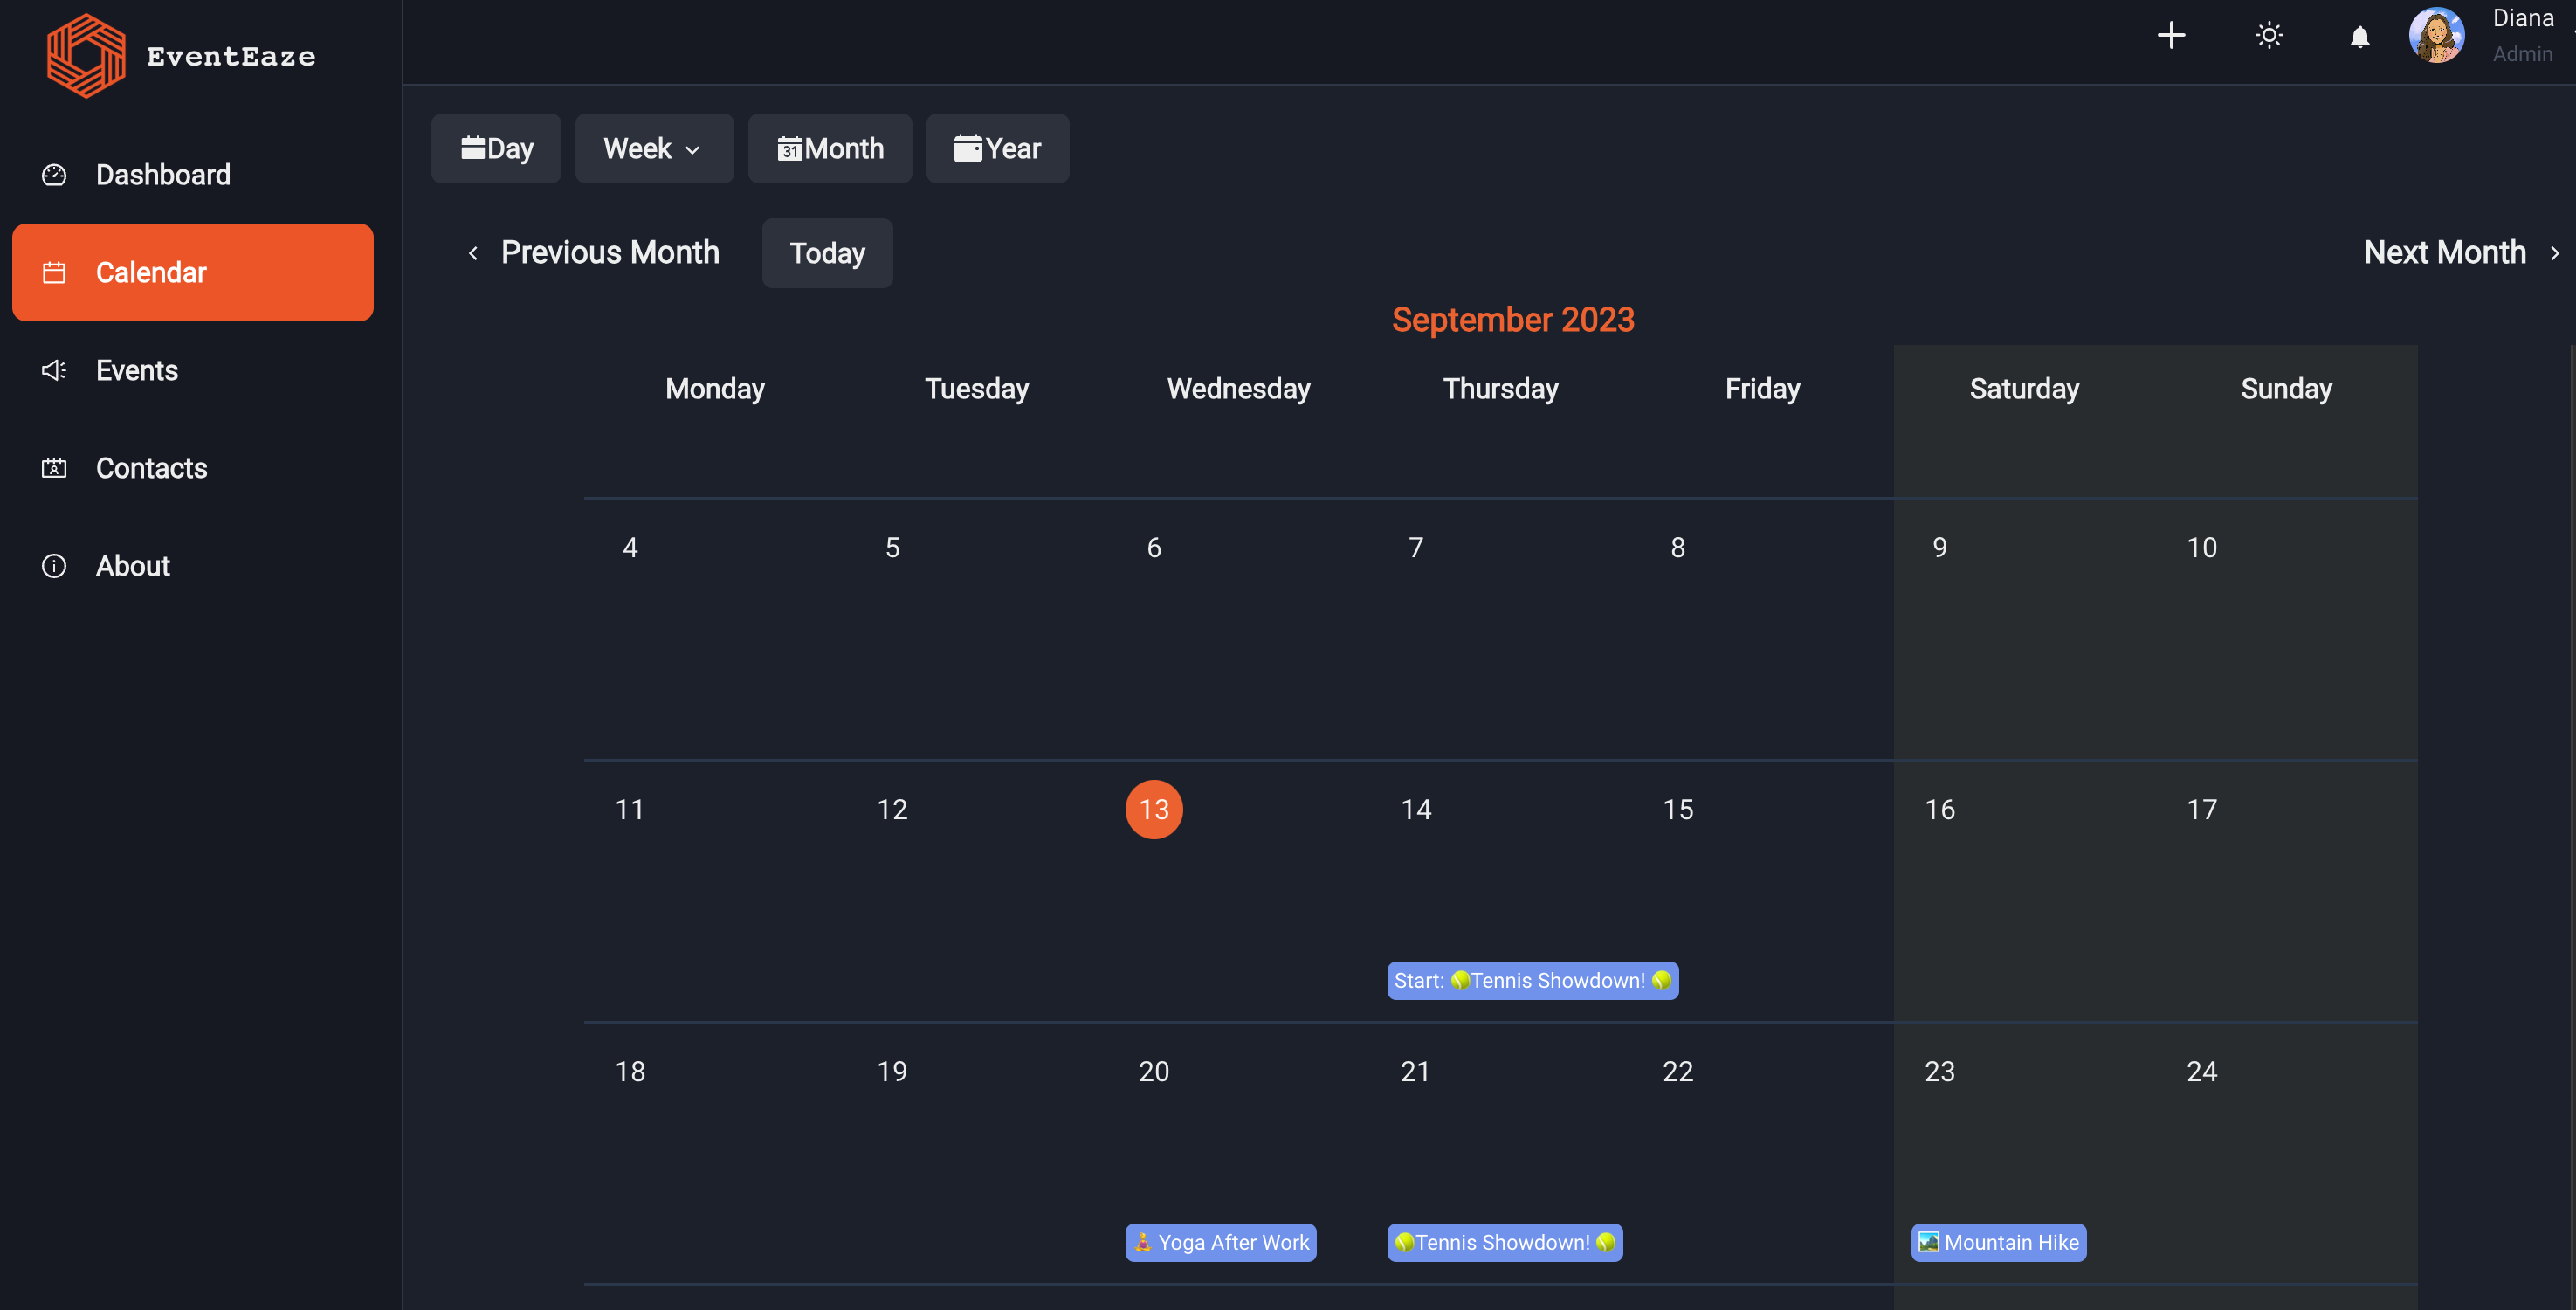 EventEaze
Dashboard
Calendar
Events
Contacts
About
Diana
Admin
Day
Week
31 Month
Year
Previous Month
Today
Next Month
September 2023
Monday Tuesday Wednesday Thursday Friday Saturday Sunday
4 5 6 7 8 9 10
11 12 13 14 15 16 17
Start: 🎾Tennis Showdown! 🎾
18 19 20 21 22 23 24
🧘 Yoga After Work 🎾Tennis Showdown! 🎾 🏞️ Mountain Hike